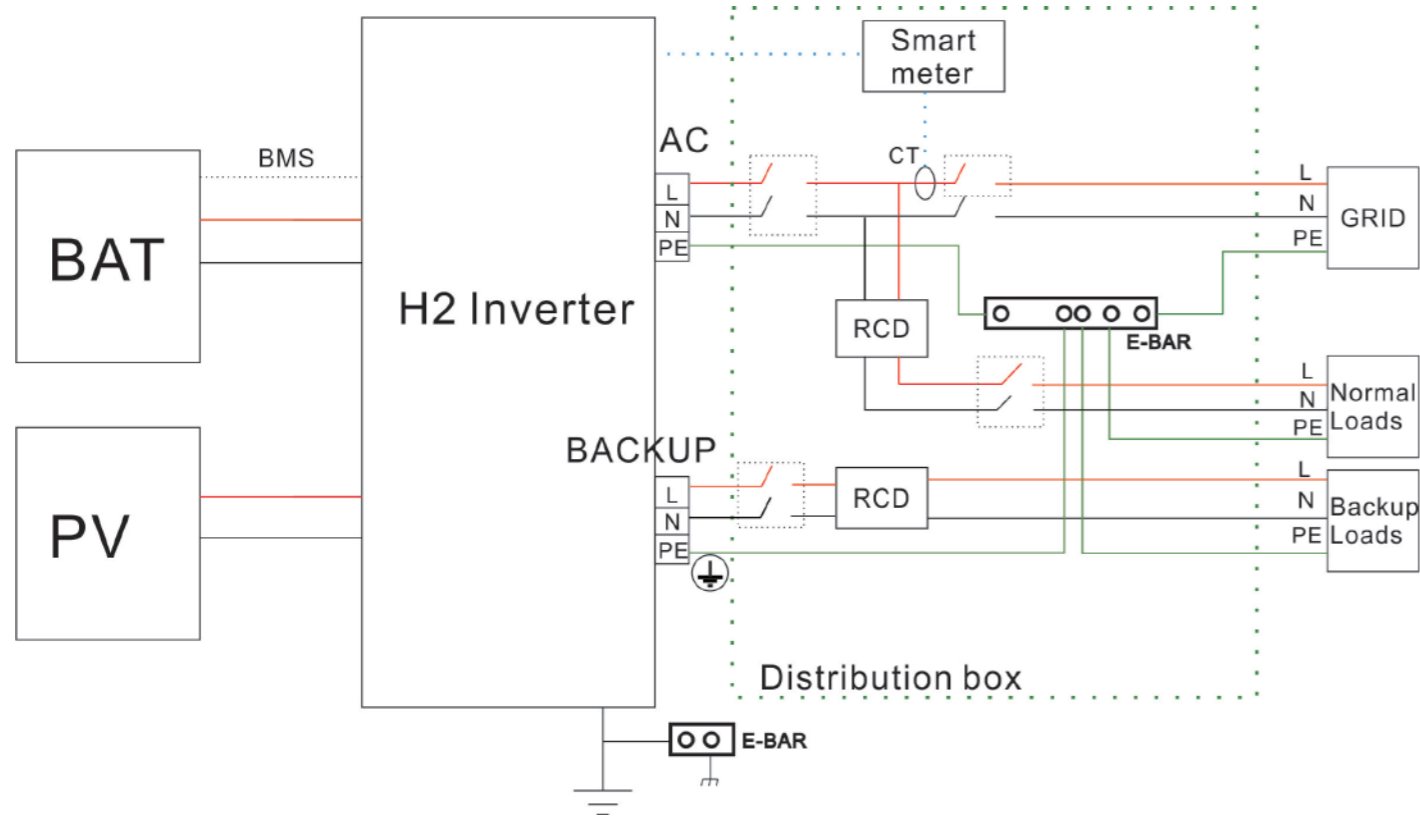 Smart
meter
AC
CT
BMS
L
N
PE
L
N
PE
GRID
BAT
H2 Inverter
RCD
E-BAR
L
N
PE
Normal
Loads
BACKUP
PV
L
N
PE
RCD
L
N
PE
Backup
Loads
Distribution box
E-BAR